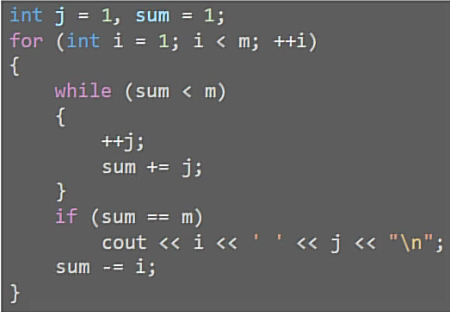 int j = 1, sum = 1;
for (int i = 1; i < m; ++i)
{
    while (sum < m)
    {
        ++j;
        sum += j;
    }
    if (sum == m)
        cout << i << ' ' << j << "\n";
    sum -= i;
}